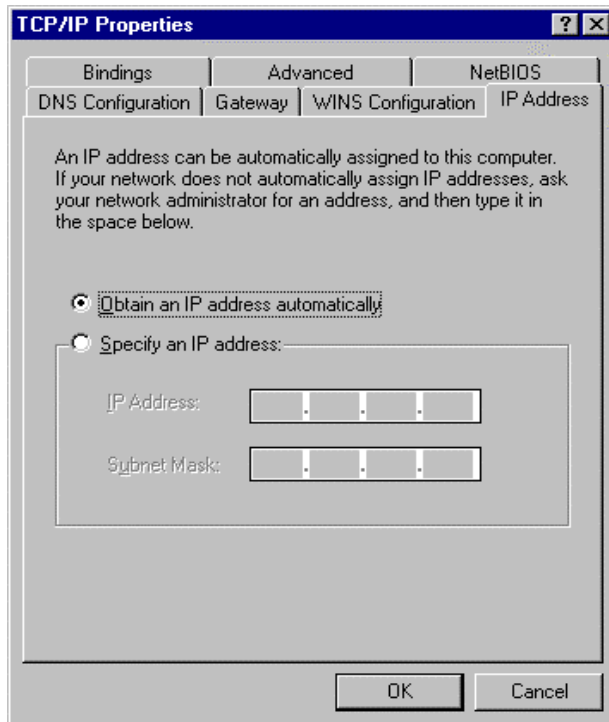 TCP/IP Properties
Bindings
Advanced
NetBIOS
DNS Configuration
Gateway
WINS Configuration
IP Address
An IP address can be automatically assigned to this computer.
If your network does not automatically assign IP addresses, ask
your network administrator for an address, and then type it in
the space below.
Obtain an IP address automatically
Specify an IP address:
IP Address:
. . .
Subnet Mask:
. . .
OK
Cancel